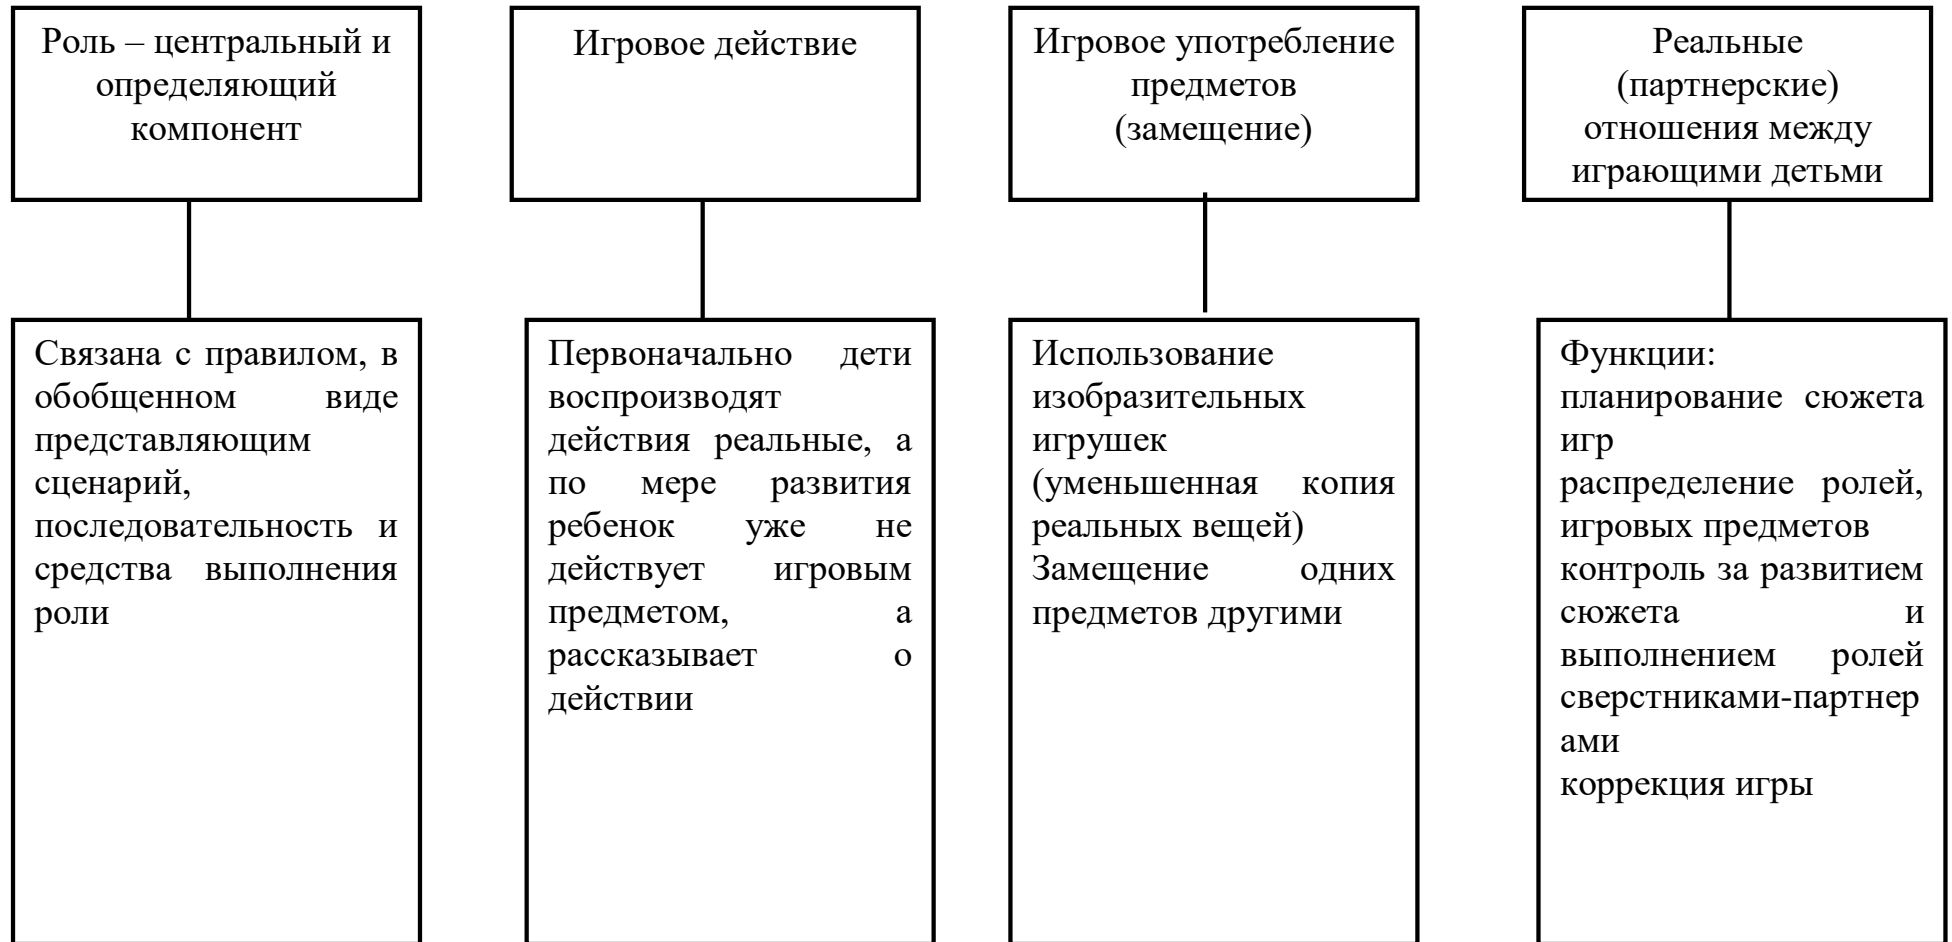 Роль – центральный и
определяющий
компонент
Игровое действие
Игровое употребление
предметов
(замещение)
Реальные
(партнерские)
отношения между
играющими детьми
Связана с правилом, в
обобщенном виде
представляющим
сценарий,
последовательность и
средства выполнения
роли
Первоначально дети
воспроизводят
действия реальные, а
по мере развития
ребенок уже не
действует игровым
предметом, а
рассказывает о
действии
Использование
изобразительных
игрушек
(уменьшенная копия
реальных вещей)
Замещение одних
предметов другими
Функции:
планирование сюжета
игр
распределение ролей,
игровых предметов
контроль за развитием
сюжета и
выполнением ролей
сверстниками-партнер
ами
коррекция игры